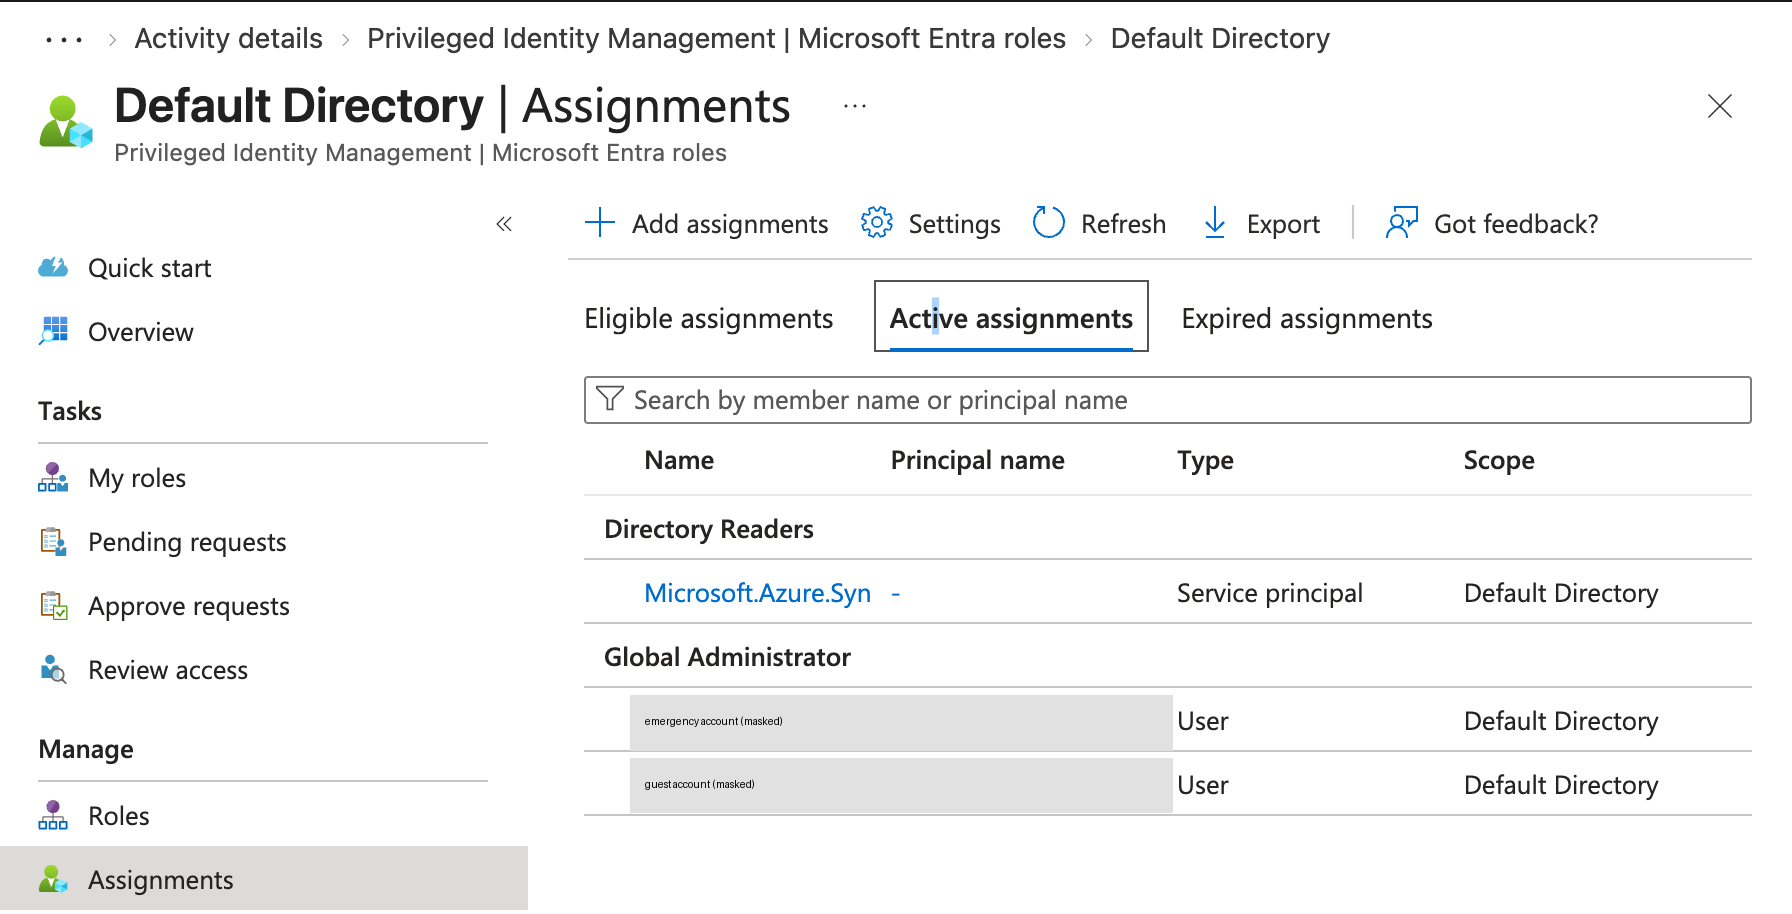 ··· > Activity details > Privileged Identity Management | Microsoft Entra roles > Default Directory
Default Directory | Assignments ···
Privileged Identity Management | Microsoft Entra roles
«
Quick start
Overview
Tasks
My roles
Pending requests
Approve requests
Review access
Manage
Roles
Assignments
Add assignments Settings Refresh Export Got feedback?
Eligible assignments Active assignments Expired assignments
Search by member name or principal name
Name Principal name Type Scope
Directory Readers
Microsoft.Azure.Syn - Service principal Default Directory
Global Administrator
emergency account (masked) User Default Directory
guest account (masked) User Default Directory